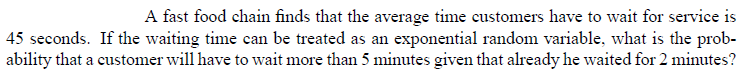 A fast food chain finds that the average time customers have to wait for service is
45 seconds. If the waiting time can be treated as an exponential random variable, what is the prob-
ability that a customer will have to wait more than 5 minutes given that already he waited for 2 minutes?